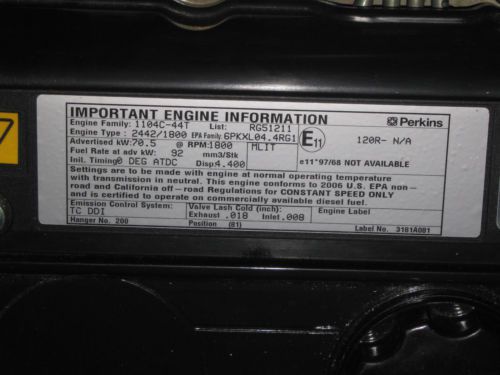 IMPORTANT ENGINE INFORMATION
Perkins
Engine Family: 1104C-44T List: RG51211
Engine Type : 2442/1800 EPA Family: 6PKXL04.4RG1
E11
120R- N/A
Advertised kW: 70.5 @ RPM: 1800 MLIT
Fuel Rate at adv kW: 92 mm3/Stk
Init. Timing 0 DEG ATDC Disp 4.400
e11*97/68 NOT AVAILABLE
Settings are to be made with engine at normal operating temperature
with transmission in neutral. This engine conforms to 2006 U.S. EPA non-
road and California off-road Regulations for CONSTANT SPEED ONLY
and is certified to operate on commercially available diesel fuel.
Emission Control System:
TC DDI
Valve Lash Cold (inch):
Exhaust .018 Inlet .008
Engine Label
Hanger No. 200
Position (81)
Label No. 3181A081